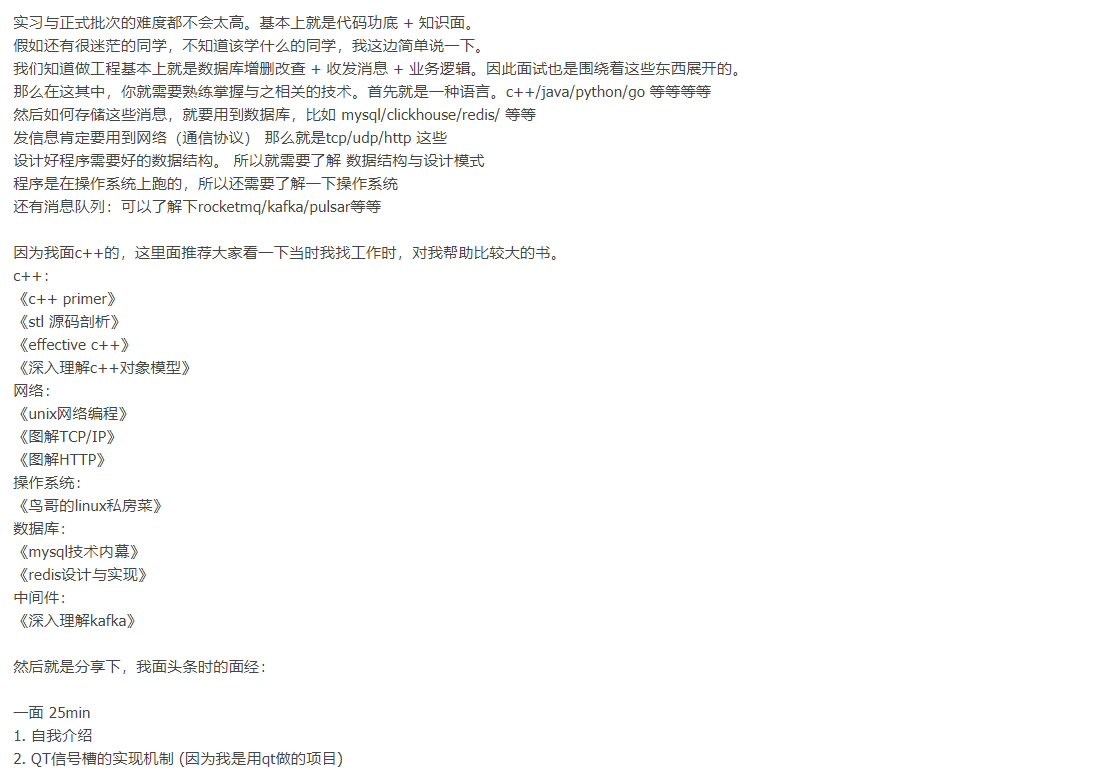 实习与正式批次的难度都不会太高。基本上就是代码功底 + 知识面。
假如还有很迷茫的同学，不知道该学什么的同学，我这边简单说一下。
我们知道做工程基本上就是数据库增删改查 + 收发消息 + 业务逻辑。因此面试也是围绕着这些东西展开的。
那么在这其中，你就需要熟练掌握与之相关的技术。首先就是一种语言。c++/java/python/go 等等等等
然后如何存储这些消息，就要用到数据库，比如 mysql/clickhouse/redis/ 等等
发信息肯定要用到网络（通信协议） 那么就是tcp/udp/http 这些
设计好程序需要好的数据结构。 所以就需要了解 数据结构与设计模式
程序是在操作系统上跑的，所以还需要了解一下操作系统
还有消息队列：可以了解下rocketmq/kafka/pulsar等等
因为我面c++的，这里面推荐大家看一下当时我找工作时，对我帮助比较大的书。
c++：
《c++ primer》
《stl 源码剖析》
《effective c++》
《深入理解c++对象模型》
网络：
《unix网络编程》
《图解TCP/IP》
《图解HTTP》
操作系统：
《鸟哥的linux私房菜》
数据库：
《mysql技术内幕》
《redis设计与实现》
中间件：
《深入理解kafka》
然后就是分享下，我面头条时的面经：
一面 25min
1. 自我介绍
2. QT信号槽的实现机制 (因为我是用qt做的项目)